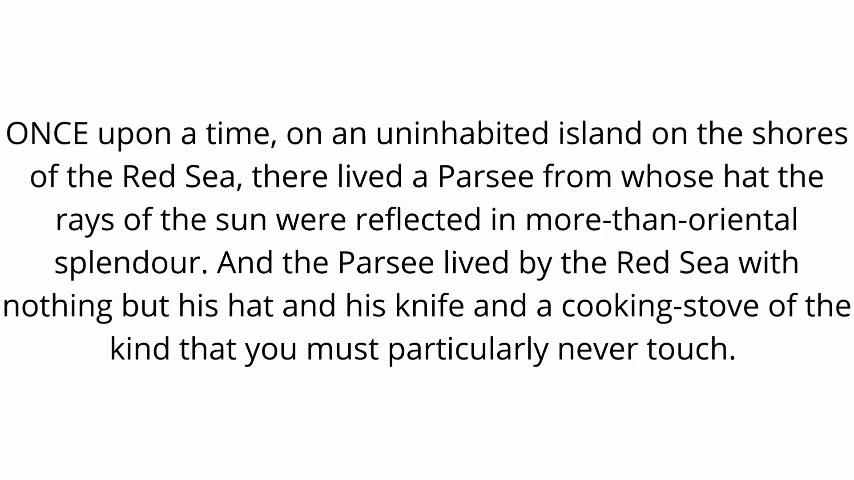 ONCE upon a time, on an uninhabited island on the shores
of the Red Sea, there lived a Parsee from whose hat the
rays of the sun were reflected in more-than-oriental
splendour. And the Parsee lived by the Red Sea with
nothing but his hat and his knife and a cooking-stove of the
kind that you must particularly never touch.